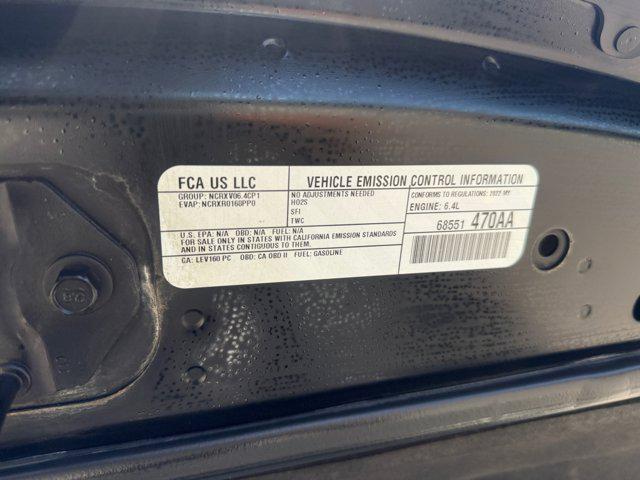 FCA US LLC
GROUP: NCRXV06.4CP1
EVAP: NCRXR0168PP0
VEHICLE EMISSION CONTROL INFORMATION
NO ADJUSTMENTS NEEDED
HO2S
SFI
TWC
CONFORMS TO REGULATIONS: 2022 MY
ENGINE: 6.4L
68551 470AA
U.S. EPA: N/A OBD: N/A FUEL: N/A
FOR SALE ONLY IN STATES WITH CALIFORNIA EMISSION STANDARDS
AND IN STATES CONTIGUOUS TO THEM.
CA: LEV160 PC OBD: CA OBD II FUEL: GASOLINE